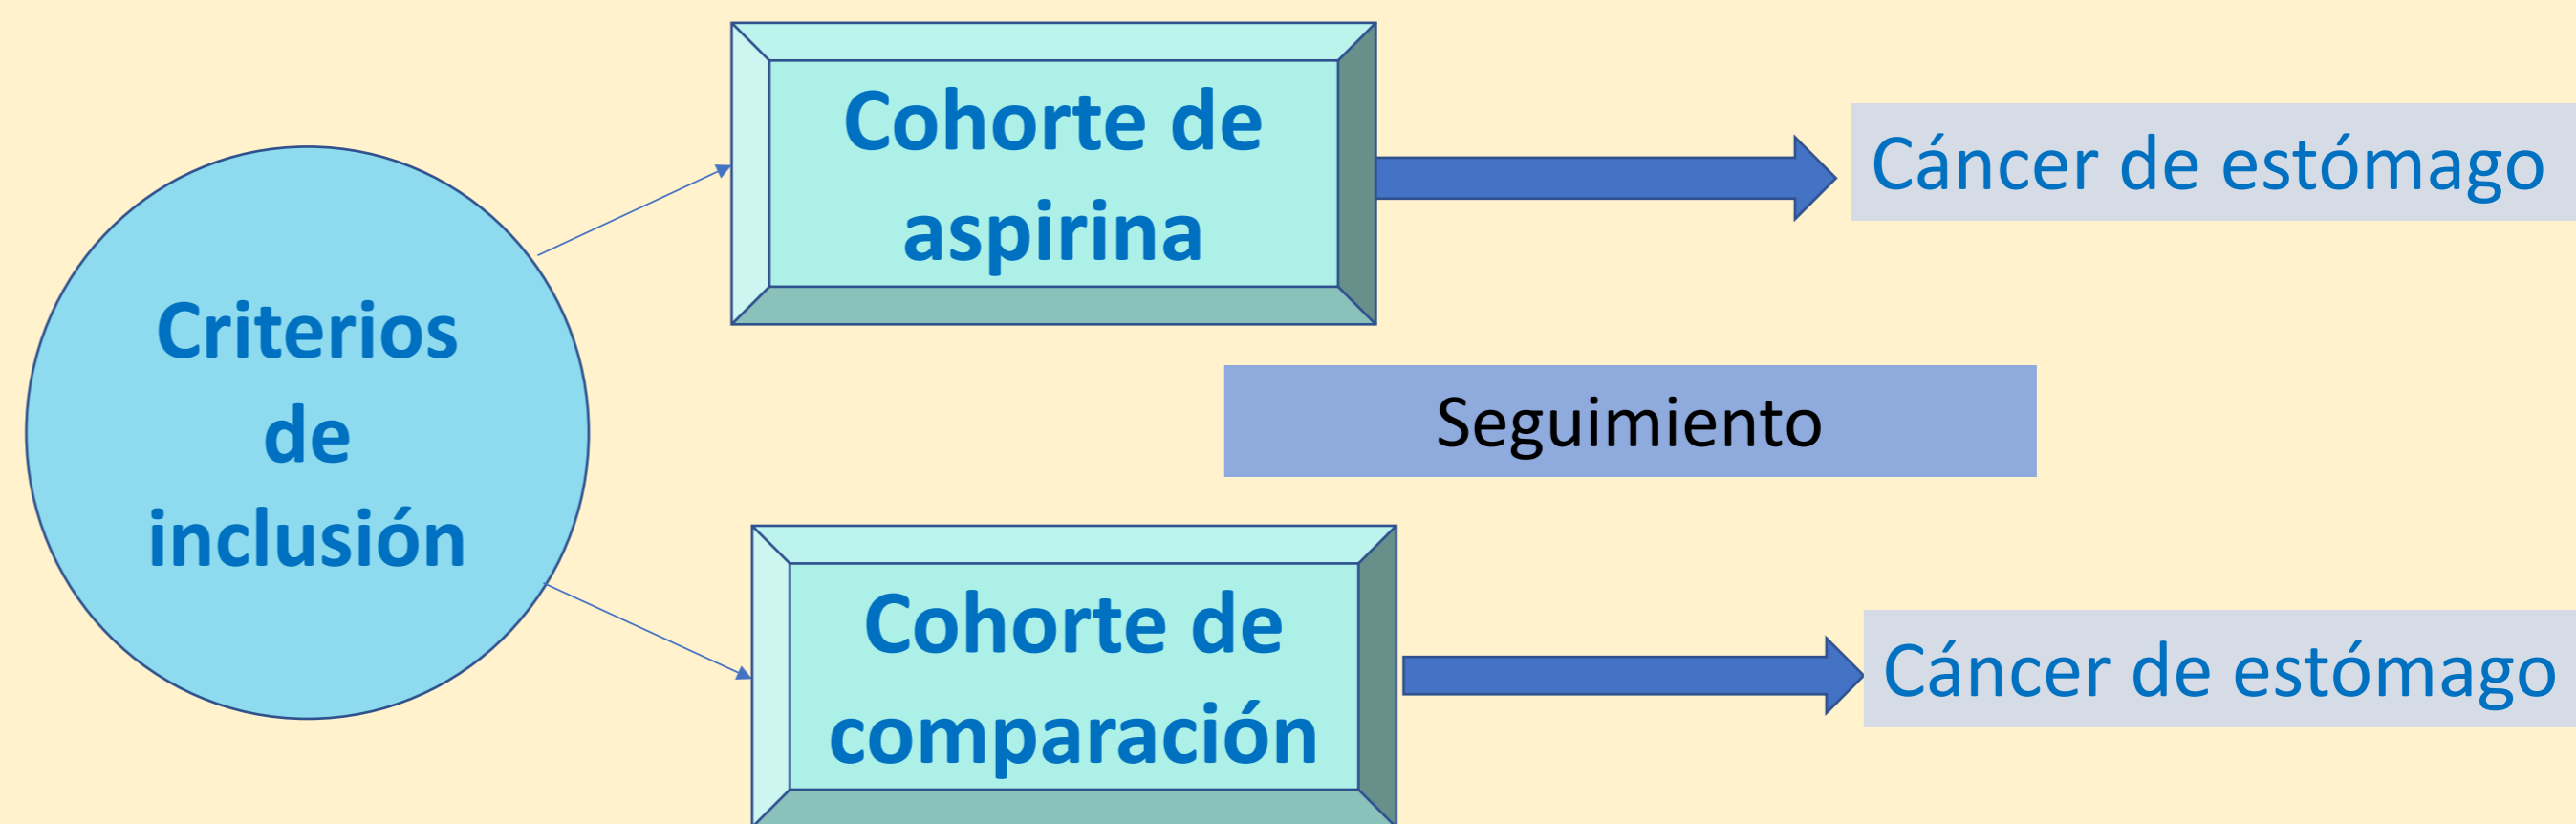 Criterios
de
inclusión
Cohorte de
aspirina
Cáncer de estómago
Seguimiento
Cohorte de
comparación
Cáncer de estómago